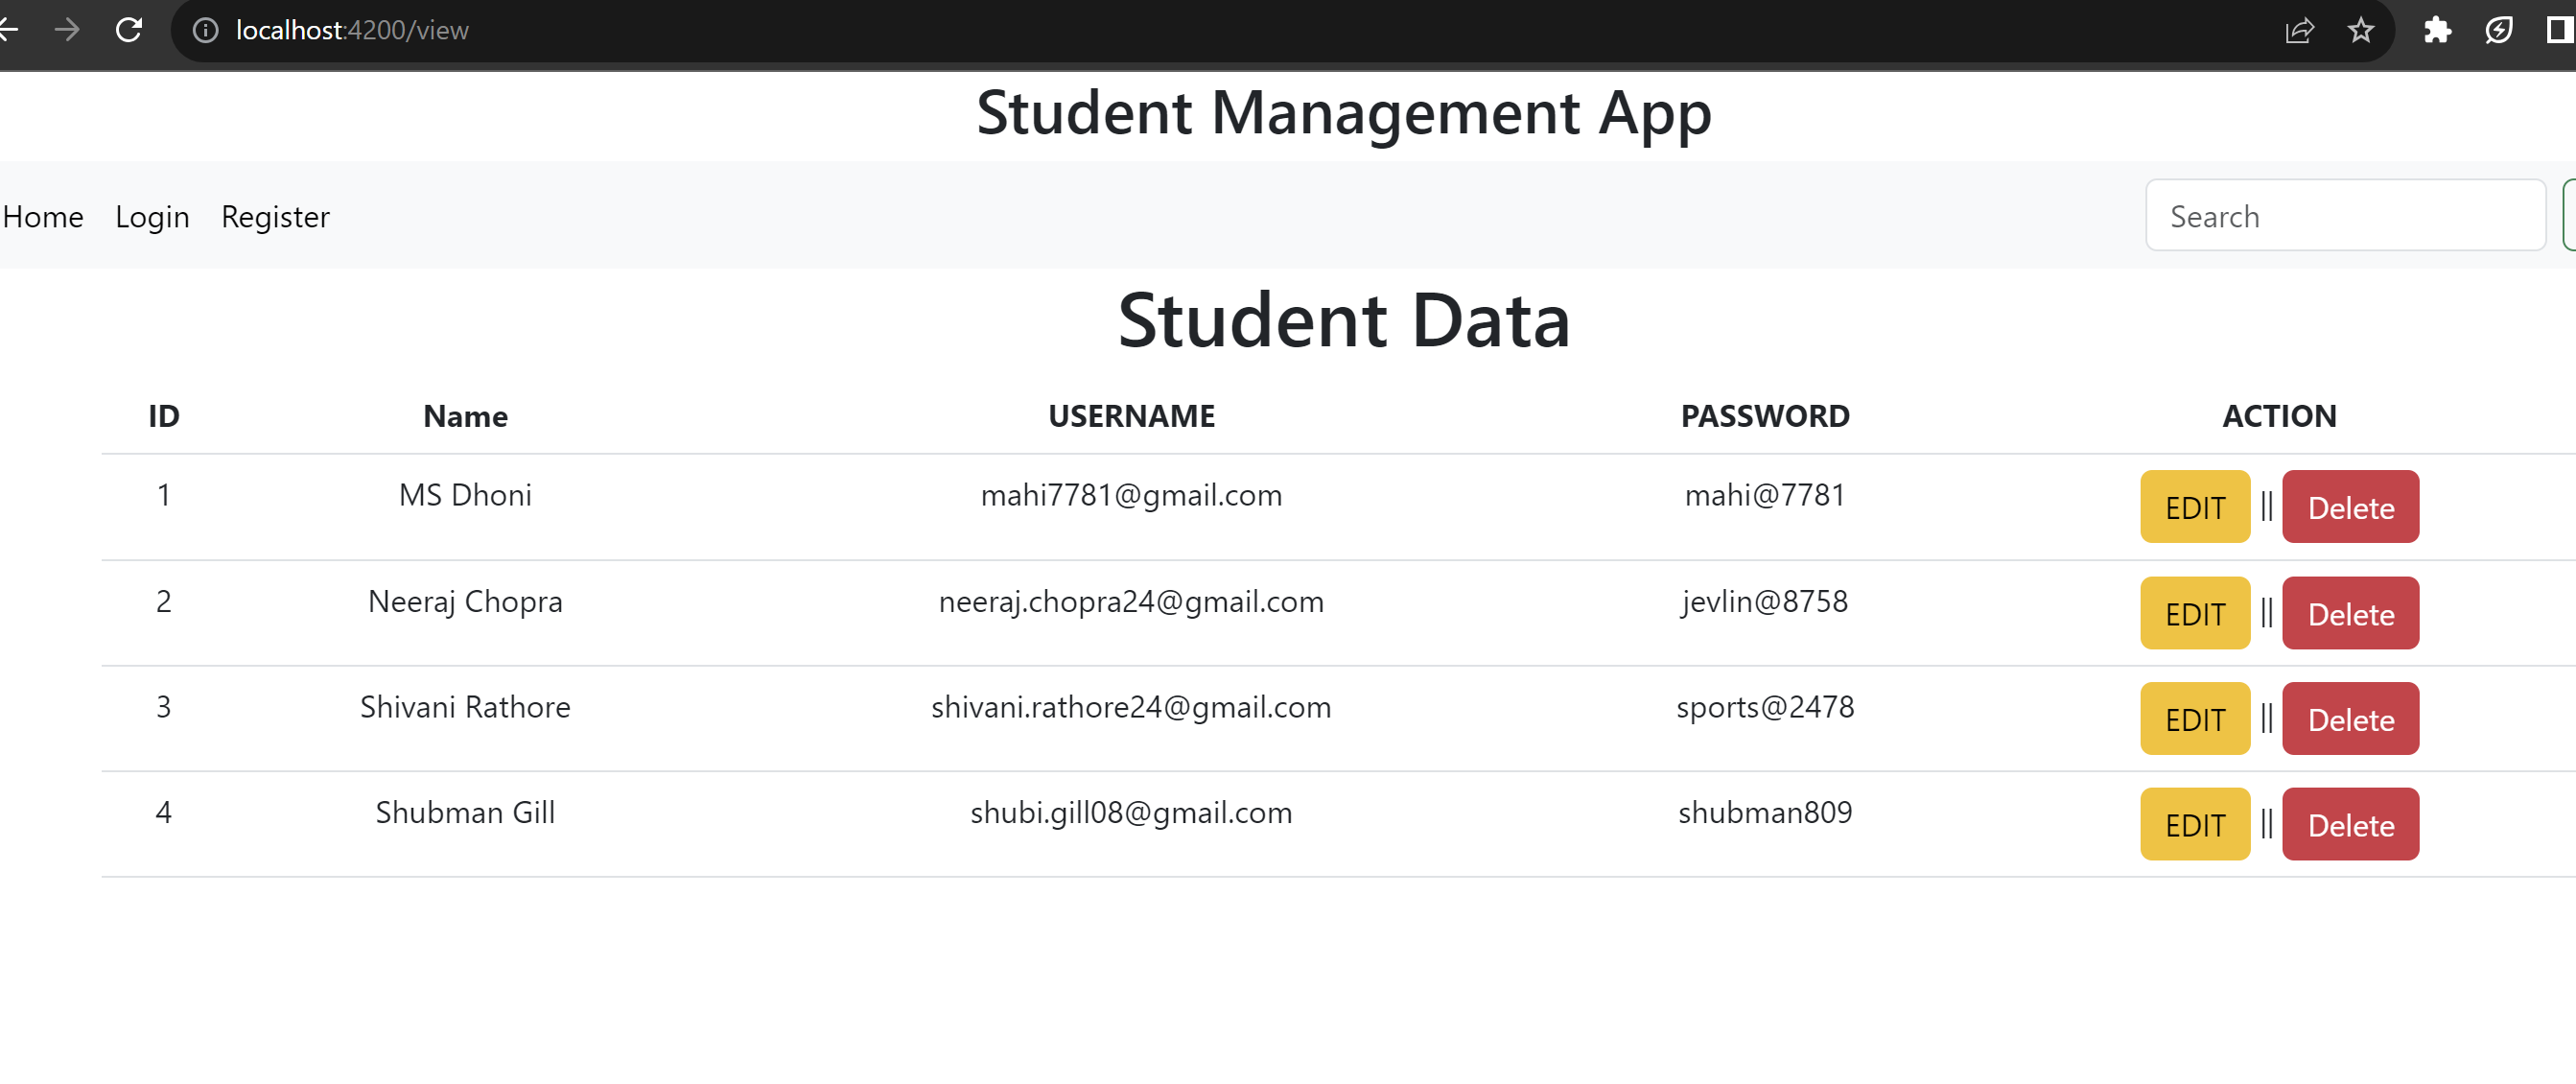 localhost:4200/view
Student Management App
Home Login Register Search
Student Data
ID Name USERNAME PASSWORD ACTION
1 MS Dhoni mahi7781@gmail.com mahi@7781 EDIT || Delete
2 Neeraj Chopra neeraj.chopra24@gmail.com jevlin@8758 EDIT || Delete
3 Shivani Rathore shivani.rathore24@gmail.com sports@2478 EDIT || Delete
4 Shubman Gill shubi.gill08@gmail.com shubman809 EDIT || Delete